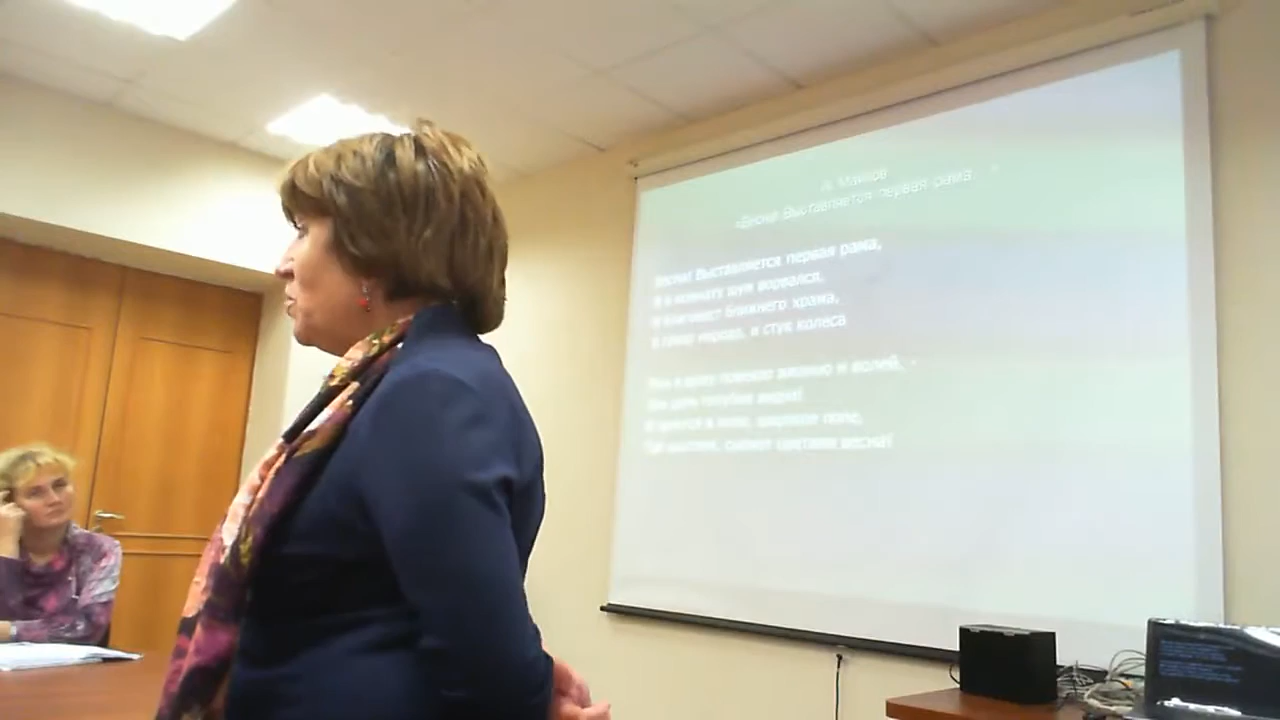 А. Майков
«Весна! Выставляется первая рама...»
Весна! Выставляется первая рама,
И в комнату шум ворвался,
И благовест ближнего храма,
И говор народа, и стук колеса
Мне в душу повеяло жизнью и волей,
Вон даль голубая видна!
И хочется в поле, широкое поле,
Где шествуя, сыплет цветами весна!